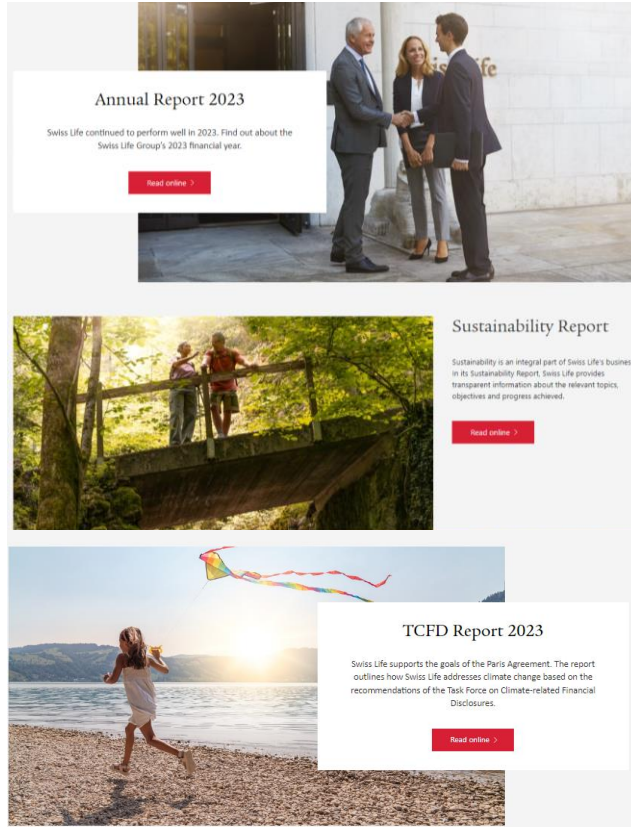 Swiss Life
Annual Report 2023
Swiss Life continued to perform well in 2023. Find out about the
Swiss Life Group's 2023 financial year.
Read online >
Sustainability Report
Sustainability is an integral part of Swiss Life's busines
In its Sustainability Report, Swiss Life provides
transparent information about the relevant topics,
objectives and progress achieved.
Read online >
TCFD Report 2023
Swiss Life supports the goals of the Paris Agreement. The report
outlines how Swiss Life addresses climate change based on the
recommendations of the Task Force on Climate-related Financial
Disclosures.
Read online >